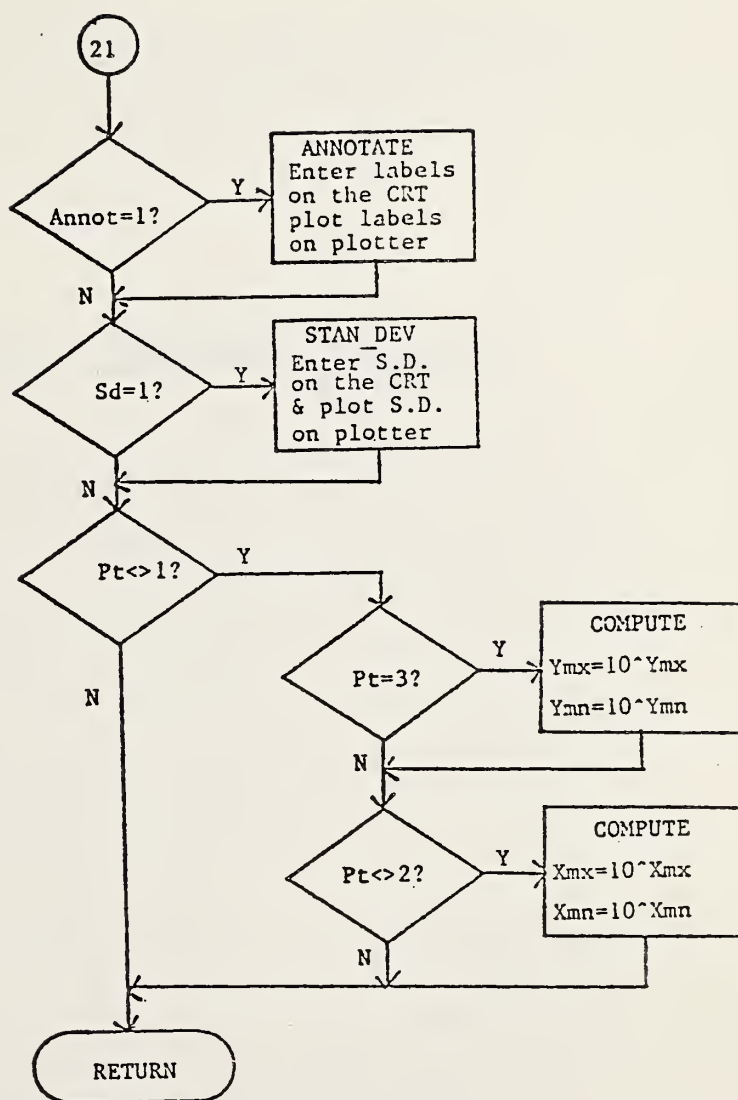 21
Annot=1?
Y
ANNOTATE
Enter labels
on the CRT
plot labels
on plotter
N
Sd=1?
Y
STAN_DEV
Enter S.D.
on the CRT
& plot S.D.
on plotter
N
Pt<>1?
Y
N
Pt=3?
Y
COMPUTE
Ymx=10^Ymx
Ymn=10^Ymn
N
Pt<>2?
Y
COMPUTE
Xmx=10^Xmx
Xmn=10^Xmn
N
RETURN